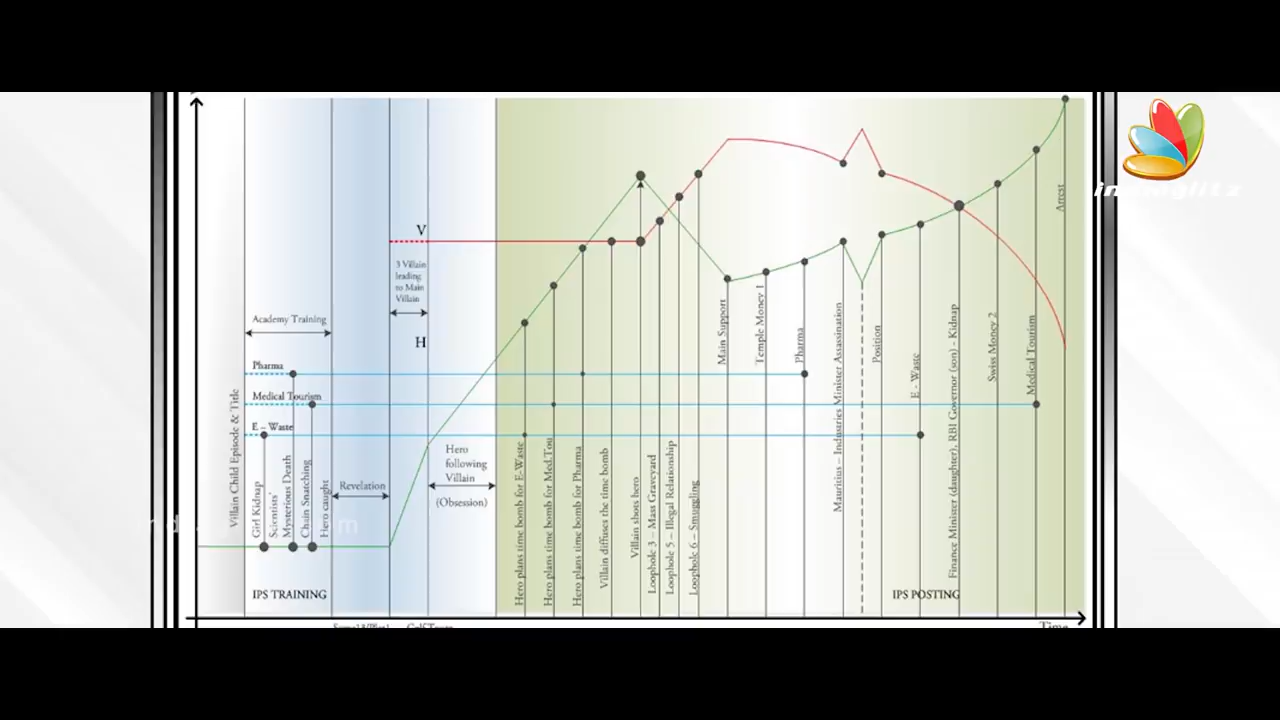 indiaglitz
V
3 Villain
leading
to Main
Villain
Academy Training
H
Pharma
Medical Tourism
E – Waste
Villain Child Episode & Title
Girl Kidnap
Scientists'
Mysterious Death
Chain Snatching
Hero caught
Revelation
Hero
following
Villain
(Obsession)
Hero plans time bomb for E-Waste
Hero plans time bomb for Med.Tou
Hero plans time bomb for Pharma
Villain diffuses the time bomb
Villain shots hero
Loophole 3 – Mass Graveyard
Loophole 5 – Illegal Relationship
Loophole 6 – Smuggling
Main Support
Temple Money 1
Pharma
Mauritius – Industries Minister Assassination
Position
E - Waste
Finance Minister (daughter), RBI Governor (son) - Kidnap
Swiss Money 2
Medical Tourism
Arrest
IPS TRAINING
IPS POSTING
Time